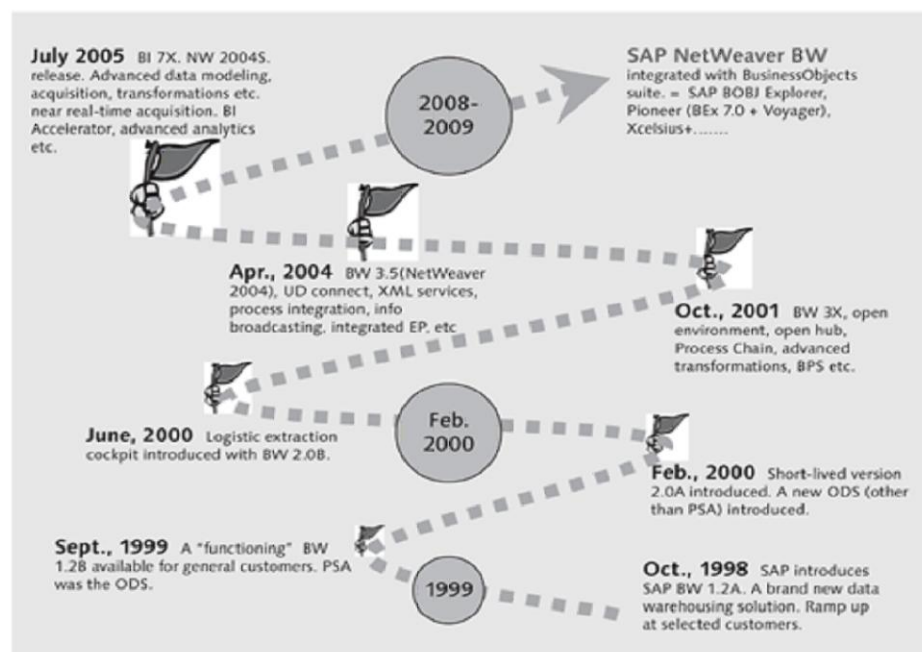 July 2005 BI 7X. NW 2004S.
release. Advanced data modeling,
acquisition, transformations etc.
near real-time acquisition. BI
Accelerator, advanced analytics
etc.
2008-
2009
SAP NetWeaver BW
integrated with BusinessObjects
suite. = SAP BOBJ Explorer,
Pioneer (BEx 7.0 + Voyager),
Xcelsius+.......
Apr., 2004 BW 3.5(NetWeaver
2004), UD connect, XML services,
process integration, info
broadcasting, integrated EP, etc
Oct., 2001 BW 3X, open
environment, open hub,
Process Chain, advanced
transformations, BPS etc.
June, 2000 Logistic extraction
cockpit introduced with BW 2.0B.
Feb.
2000
Feb., 2000 Short-lived version
2.0A introduced. A new ODS (other
than PSA) introduced.
Sept., 1999 A "functioning" BW
1.2B available for general customers. PSA
was the ODS.
1999
Oct., 1998 SAP introduces
SAP BW 1.2A. A brand new data
warehousing solution. Ramp up
at selected customers.